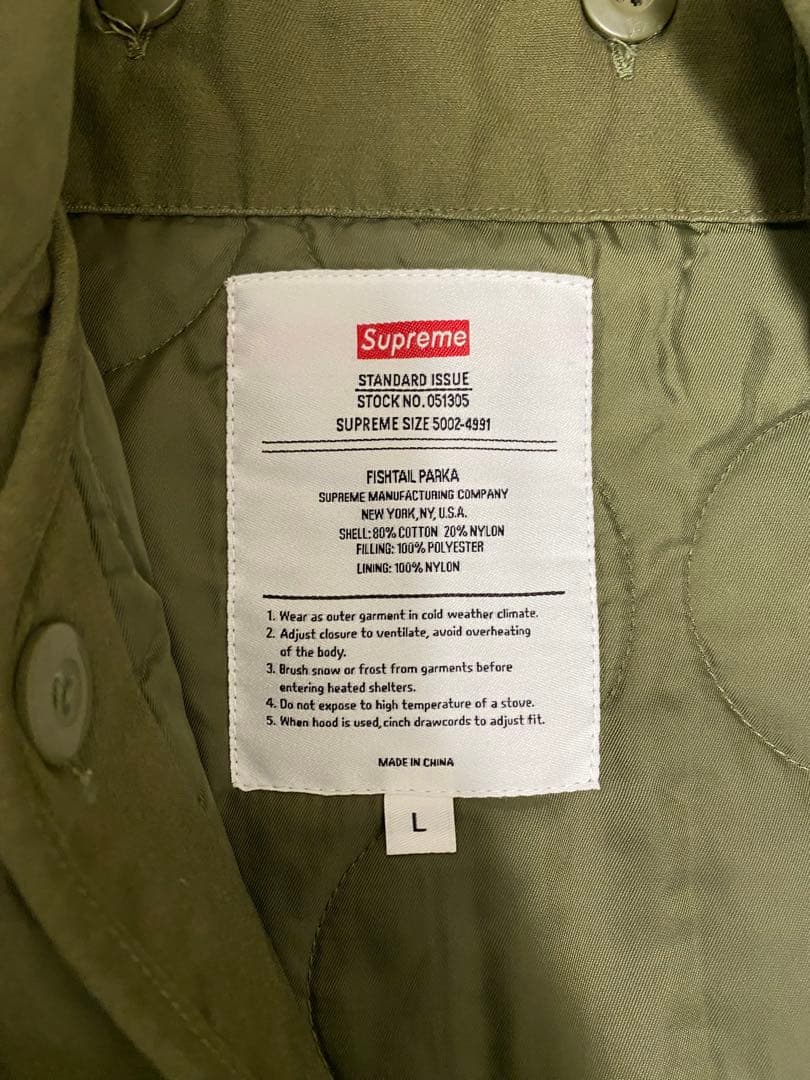 Supreme
STANDARD ISSUE
STOCK NO. 051305
SUPREME SIZE 5002-4991
FISHTAIL PARKA
SUPREME MANUFACTURING COMPANY
NEW YORK, NY, U.S.A.
SHELL: 80% COTTON 20% NYLON
FILLING: 100% POLYESTER
LINING: 100% NYLON
1. Wear as outer garment in cold weather climate.
2. Adjust closure to ventilate, avoid overheating
of the body.
3. Brush snow or frost from garments before
entering heated shelters.
4. Do not expose to high temperature of a stove.
5. When hood is used, cinch drawcords to adjust fit.
MADE IN CHINA
L